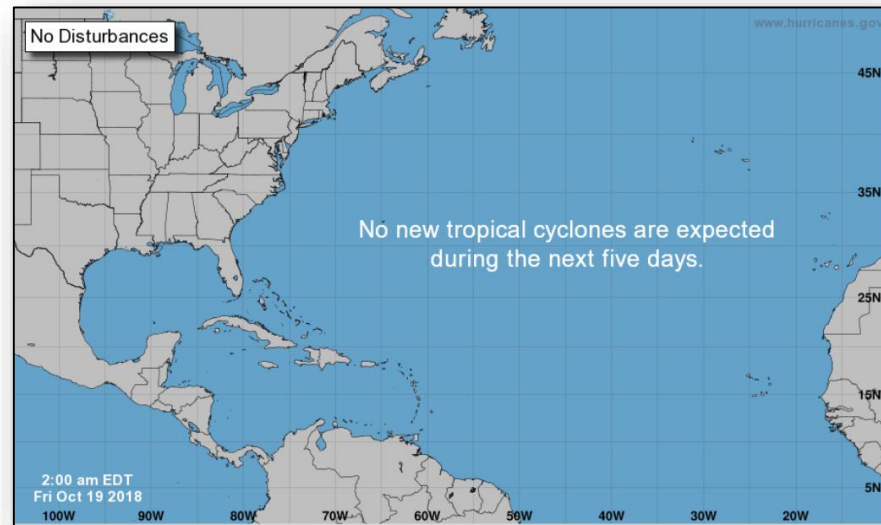 No Disturbances
www.hurricanes.gov
45N
35N
No new tropical cyclones are expected
during the next five days.
25N
15N
2:00 am EDT
Fri Oct 19 2018
5N
100W 90W 80W 70W 60W 50W 40W 30W 20W